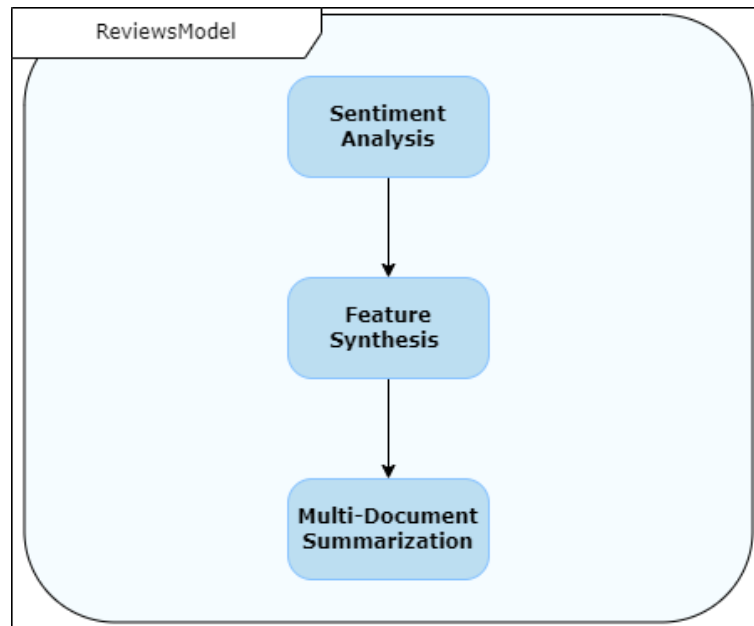 ReviewsModel
Sentiment
Analysis
Feature
Synthesis
Multi-Document
Summarization